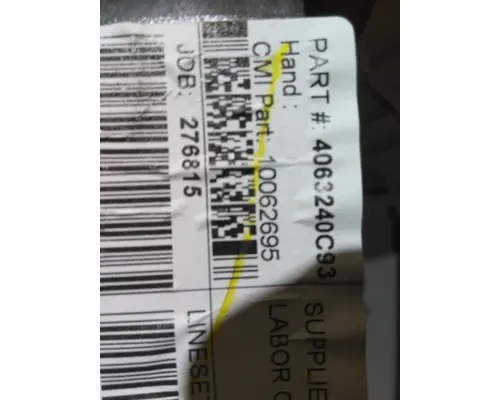 PART #: 4063240C93
Hand :
CMI Part: 10062695
JOB: 276815
SUPPLIE
LABOR
LINESE